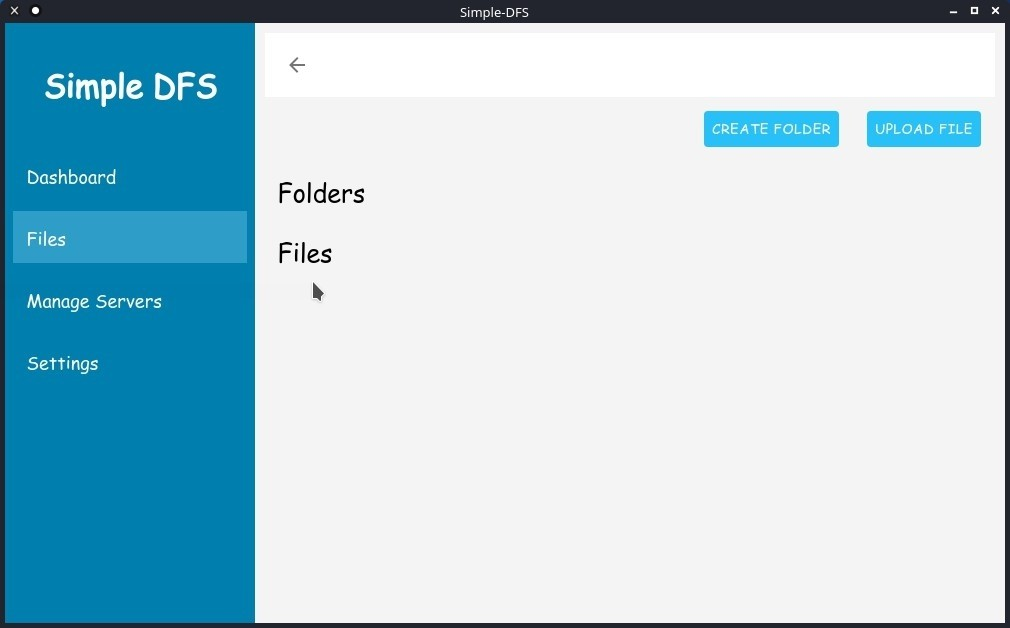 Simple-DFS
Simple DFS
Dashboard
Files
Manage Servers
Settings
CREATE FOLDER
UPLOAD FILE
Folders
Files